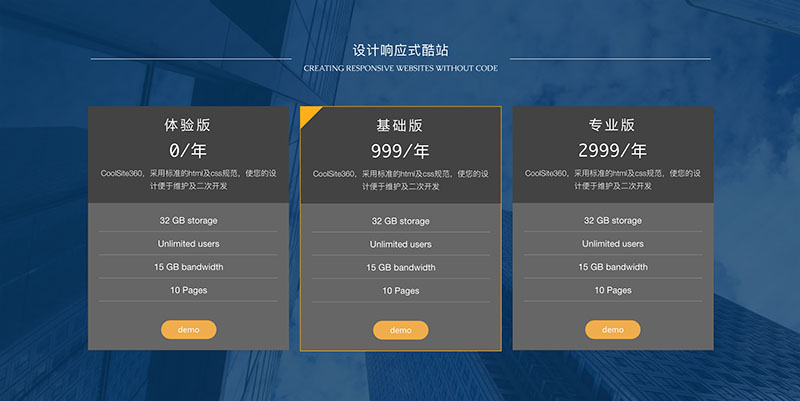 设计响应式酷站
CREATING RESPONSIVE WEBSITES WITHOUT CODE
体验版
0/年
CoolSite360，采用标准的html及css规范，使您的设
计便于维护及二次开发
32 GB storage
Unlimited users
15 GB bandwidth
10 Pages
demo
基础版
999/年
CoolSite360，采用标准的html及css规范，使您的设
计便于维护及二次开发
32 GB storage
Unlimited users
15 GB bandwidth
10 Pages
demo
专业版
2999/年
CoolSite360，采用标准的html及css规范，使您的设
计便于维护及二次开发
32 GB storage
Unlimited users
15 GB bandwidth
10 Pages
demo